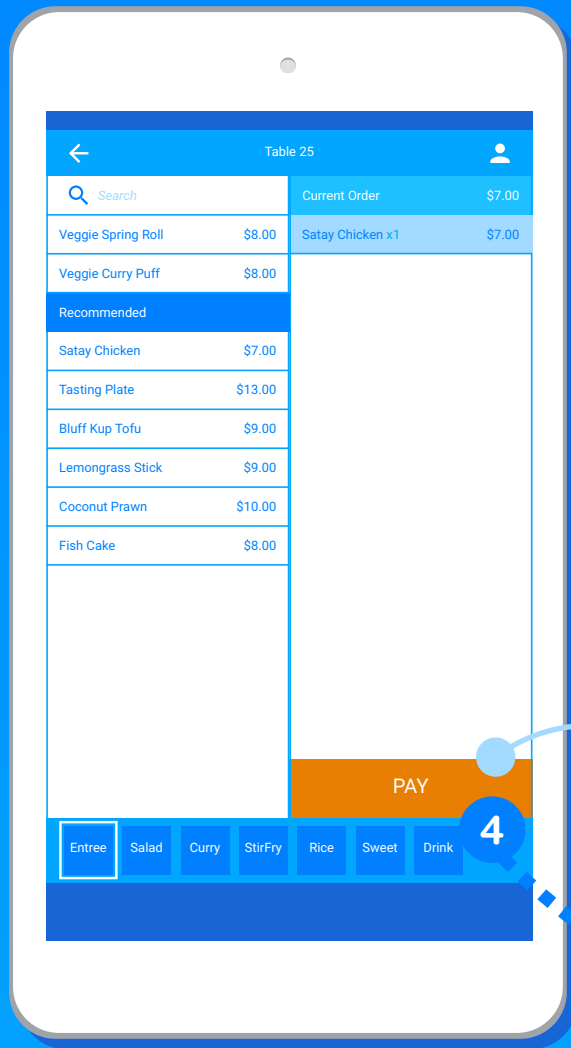 Table 25
Search
Veggie Spring Roll $8.00
Veggie Curry Puff $8.00
Recommended
Satay Chicken $7.00
Tasting Plate $13.00
Bluff Kup Tofu $9.00
Lemongrass Stick $9.00
Coconut Prawn $10.00
Fish Cake $8.00
Current Order $7.00
Satay Chicken x1 $7.00
PAY
4
Entree Salad Curry StirFry Rice Sweet Drink